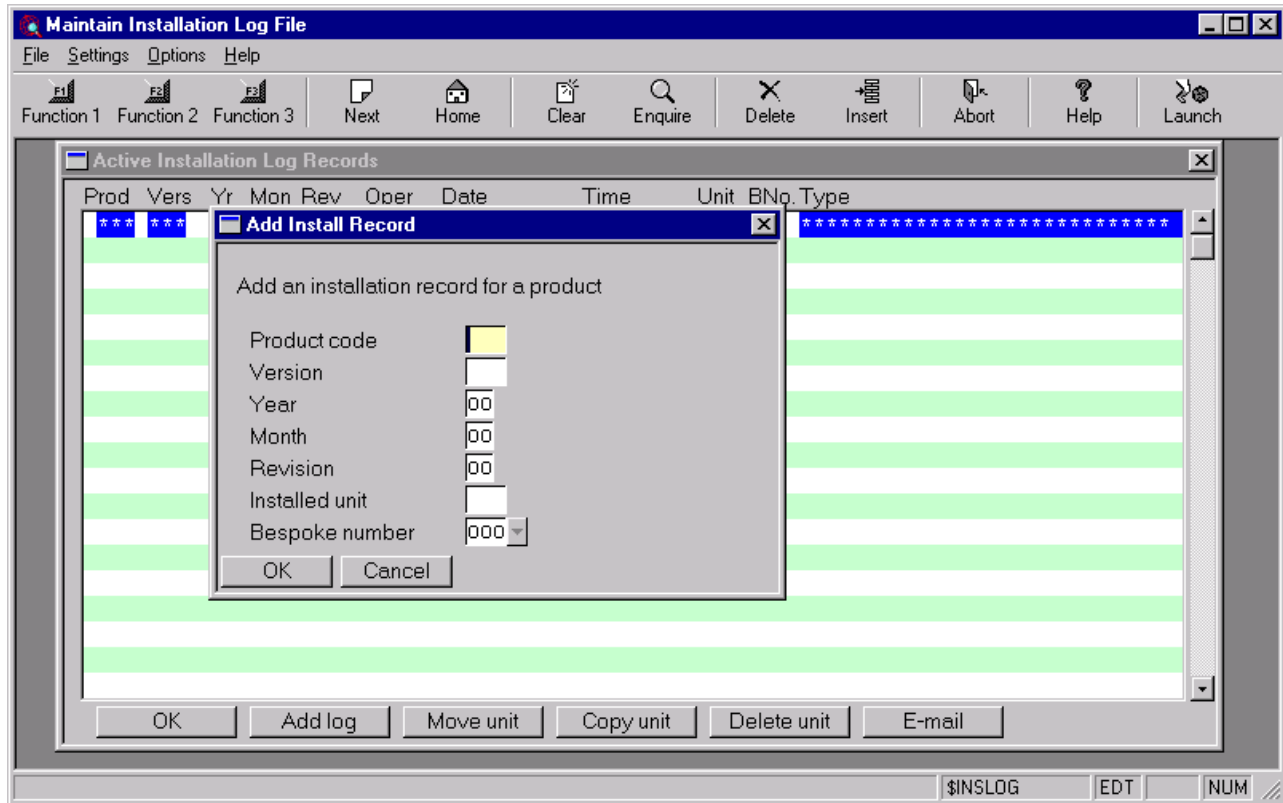 Maintain Installation Log File
File Settings Options Help
F1 F2 F3
Function 1 Function 2 Function 3 Next Home Clear Enquire Delete Insert Abort Help Launch
Active Installation Log Records
Prod Vers Yr Mon Rev Oper Date Time Unit BNo. Type
*** *** *****************************
Add Install Record
Add an installation record for a product
Product code
Version
Year 00
Month 00
Revision 00
Installed unit
Bespoke number 000
OK Cancel
OK Add log Move unit Copy unit Delete unit E-mail
$INSLOG EDT NUM